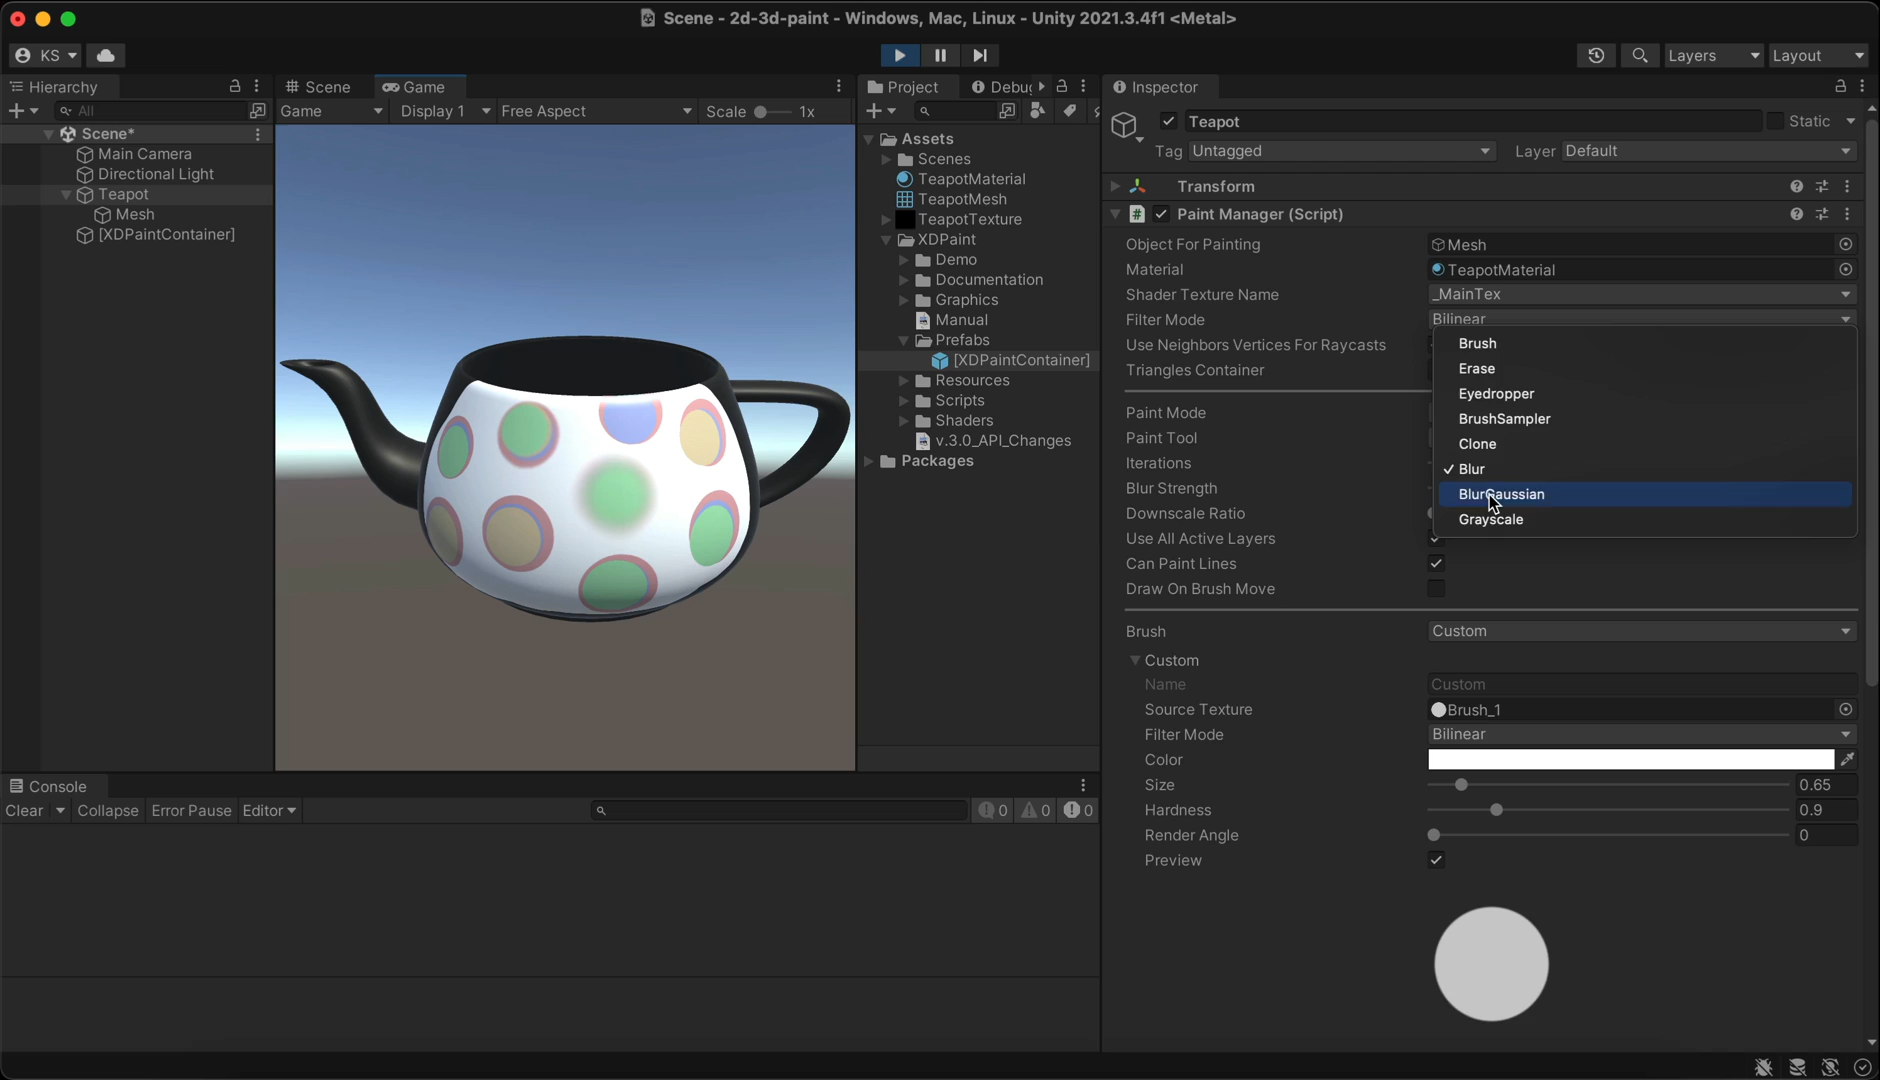 Scene - 2d-3d-paint - Windows, Mac, Linux - Unity 2021.3.4f1 <Metal>
KS
Layers
Layout
Hierarchy
All
Scene*
Main Camera
Directional Light
Teapot
Mesh
[XDPaintContainer]
Scene
Game
Game
Display 1
Free Aspect
Scale
1x
Project
Debug
Assets
Scenes
TeapotMaterial
TeapotMesh
TeapotTexture
XDPaint
Demo
Documentation
Graphics
Manual
Prefabs
[XDPaintContainer]
Resources
Scripts
Shaders
v.3.0_API_Changes
Packages
Inspector
Teapot
Static
Tag Untagged
Layer Default
Transform
Paint Manager (Script)
Object For Painting
Mesh
Material
TeapotMaterial
Shader Texture Name
_MainTex
Filter Mode
Bilinear
Use Neighbors Vertices For Raycasts
Triangles Container
Paint Mode
Paint Tool
Iterations
Blur Strength
Downscale Ratio
Use All Active Layers
Can Paint Lines
Draw On Brush Move
Brush
Erase
Eyedropper
BrushSampler
Clone
Blur
BlurGaussian
Grayscale
Brush
Custom
Custom
Name
Custom
Source Texture
Brush_1
Filter Mode
Bilinear
Color
Size
0.65
Hardness
0.9
Render Angle
0
Preview
Console
Clear
Collapse
Error Pause
Editor
0
0
0